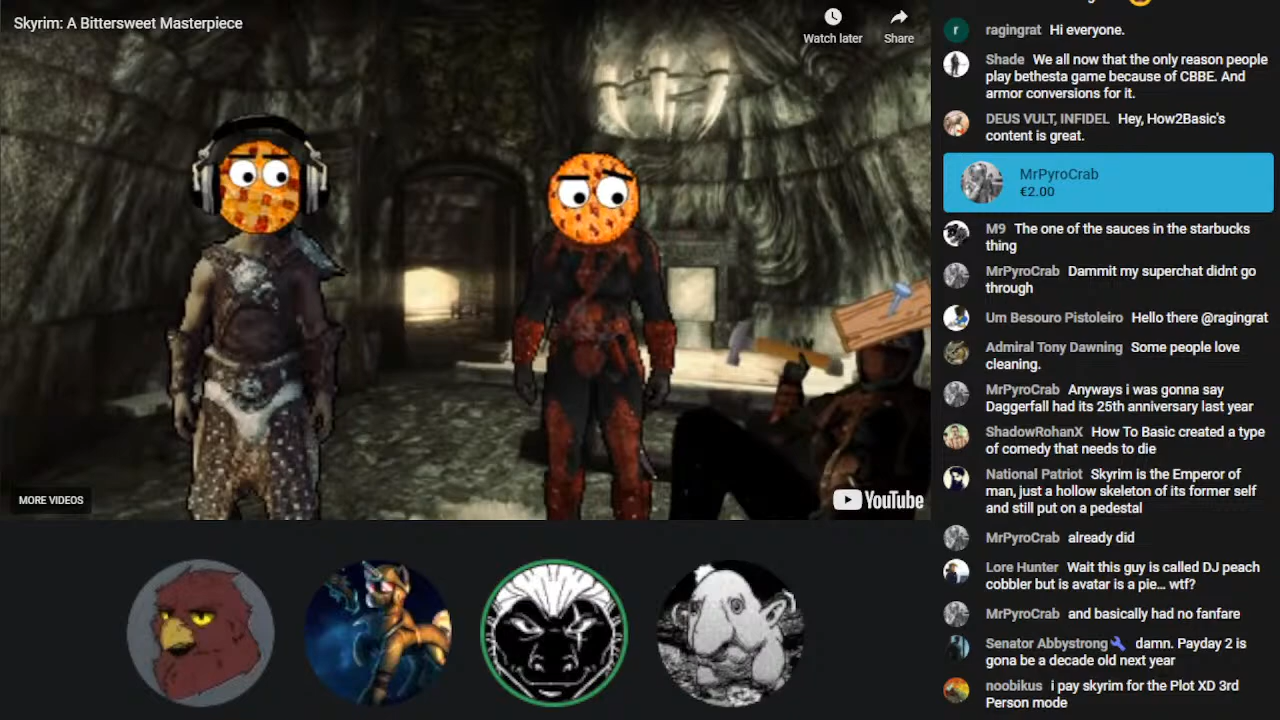 Skyrim: A Bittersweet Masterpiece
Watch later
Share
MORE VIDEOS
YouTube
r
ragingrat Hi everyone.
Shade We all now that the only reason people
play bethesta game because of CBBE. And
armor conversions for it.
DEUS VULT, INFIDEL Hey, How2Basic's
content is great.
MrPyroCrab
€2.00
M9 The one of the sauces in the starbucks
thing
MrPyroCrab Dammit my superchat didnt go
through
Um Besouro Pistoleiro Hello there @ragingrat
Admiral Tony Dawning Some people love
cleaning.
MrPyroCrab Anyways i was gonna say
Daggerfall had its 25th anniversary last year
ShadowRohanX How To Basic created a type
of comedy that needs to die
National Patriot Skyrim is the Emperor of
man, just a hollow skeleton of its former self
and still put on a pedestal
MrPyroCrab already did
Lore Hunter Wait this guy is called DJ peach
cobbler but is avatar is a pie... wtf?
MrPyroCrab and basically had no fanfare
Senator Abbystrong damn. Payday 2 is
gona be a decade old next year
noobikus i pay skyrim for the Plot XD 3rd
Person mode